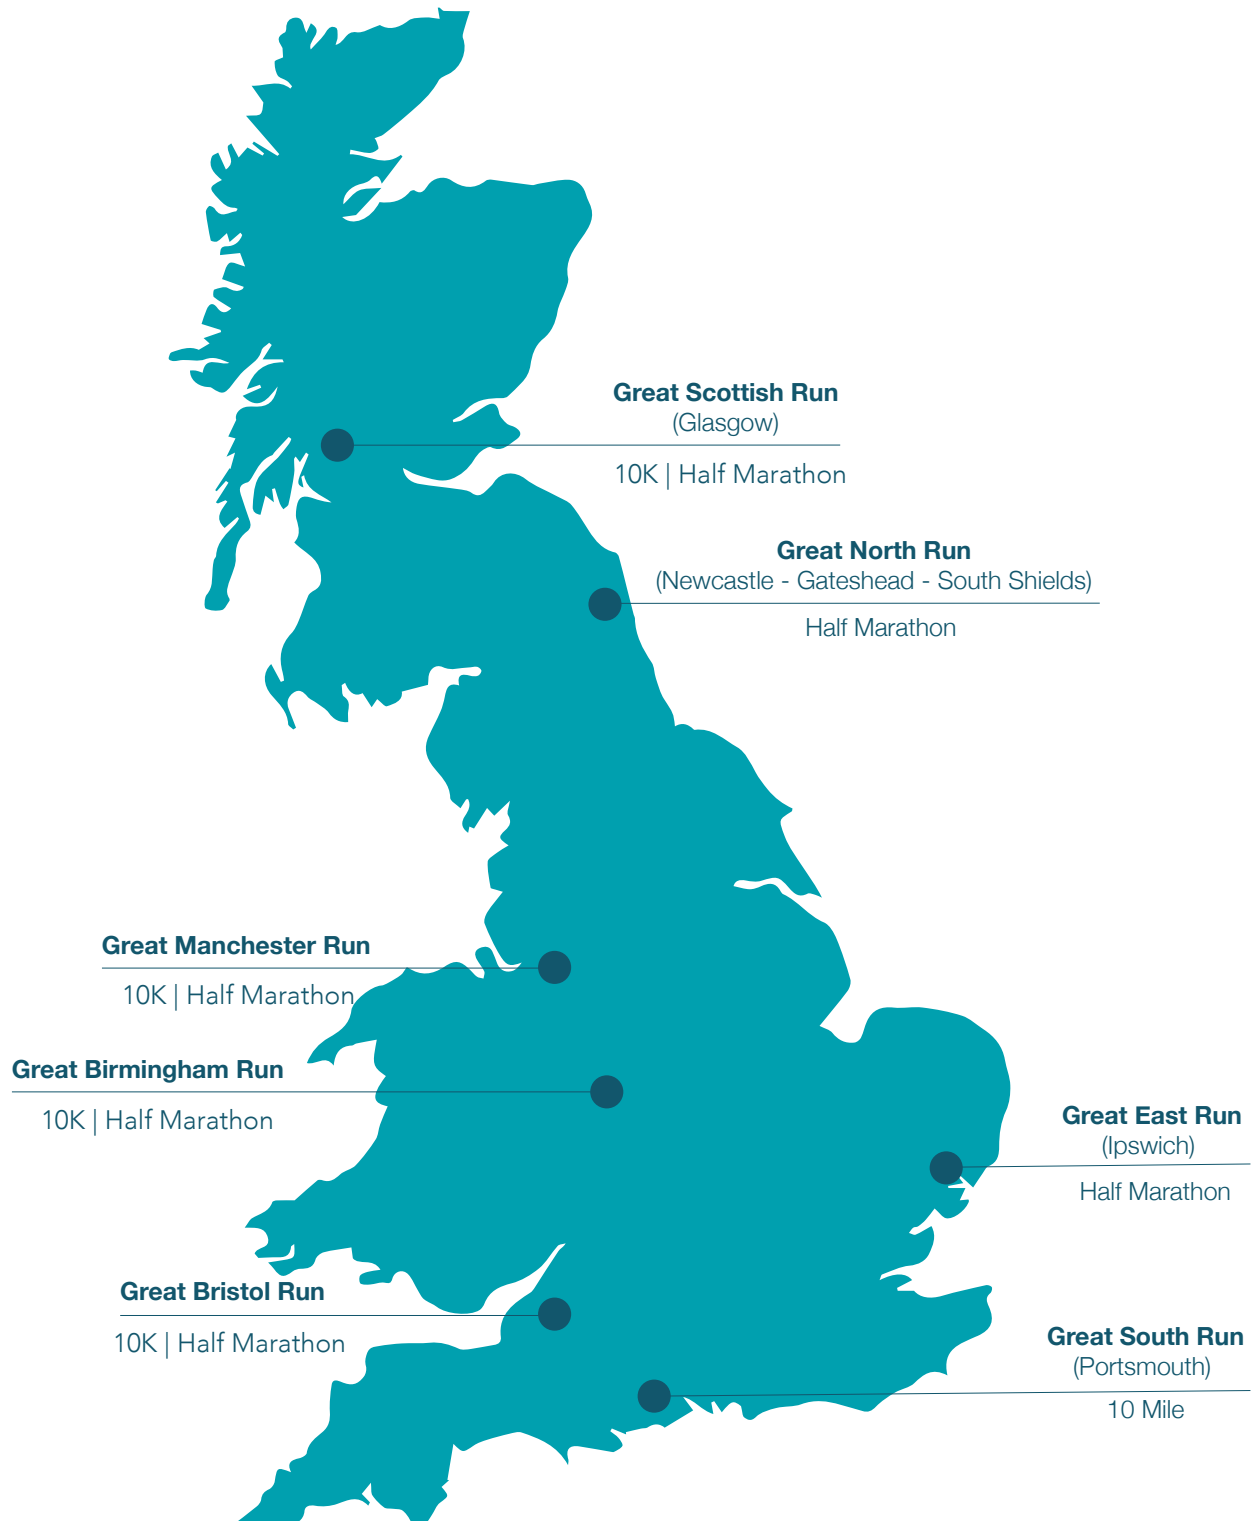 Great Scottish Run
(Glasgow)
10K | Half Marathon
Great North Run
(Newcastle - Gateshead - South Shields)
Half Marathon
Great Manchester Run
10K | Half Marathon
Great Birmingham Run
10K | Half Marathon
Great East Run
(Ipswich)
Half Marathon
Great Bristol Run
10K | Half Marathon
Great South Run
(Portsmouth)
10 Mile